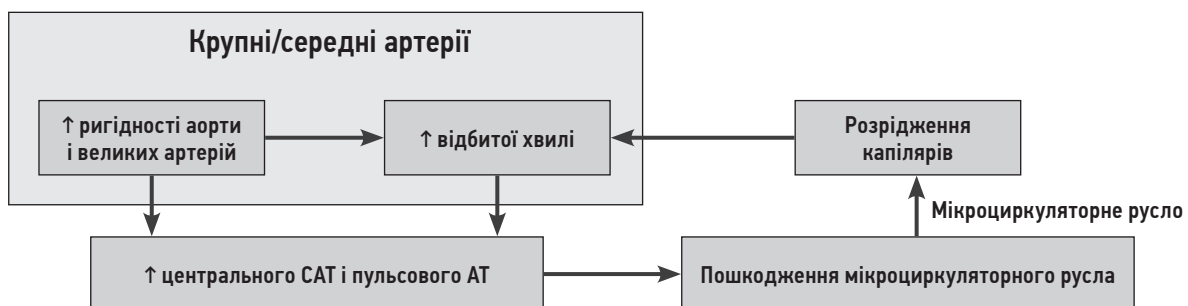 Крупні/середні артерії
↑ ригідності аорти
і великих артерій
↑ відбитої хвилі
Розрідження
капілярів
Мікроциркуляторне русло
↑ центрального САТ і пульсового АТ
Пошкодження мікроциркуляторного русла